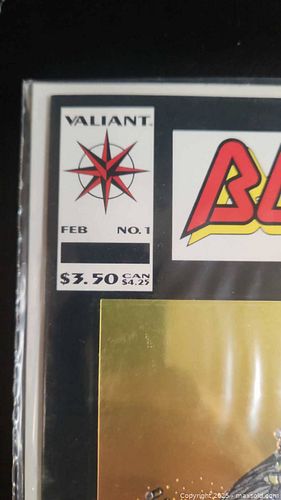 VALIANT.
FEB NO. 1
$3.50 CAN
$4.25
Copyright 2025 - maxsold.com